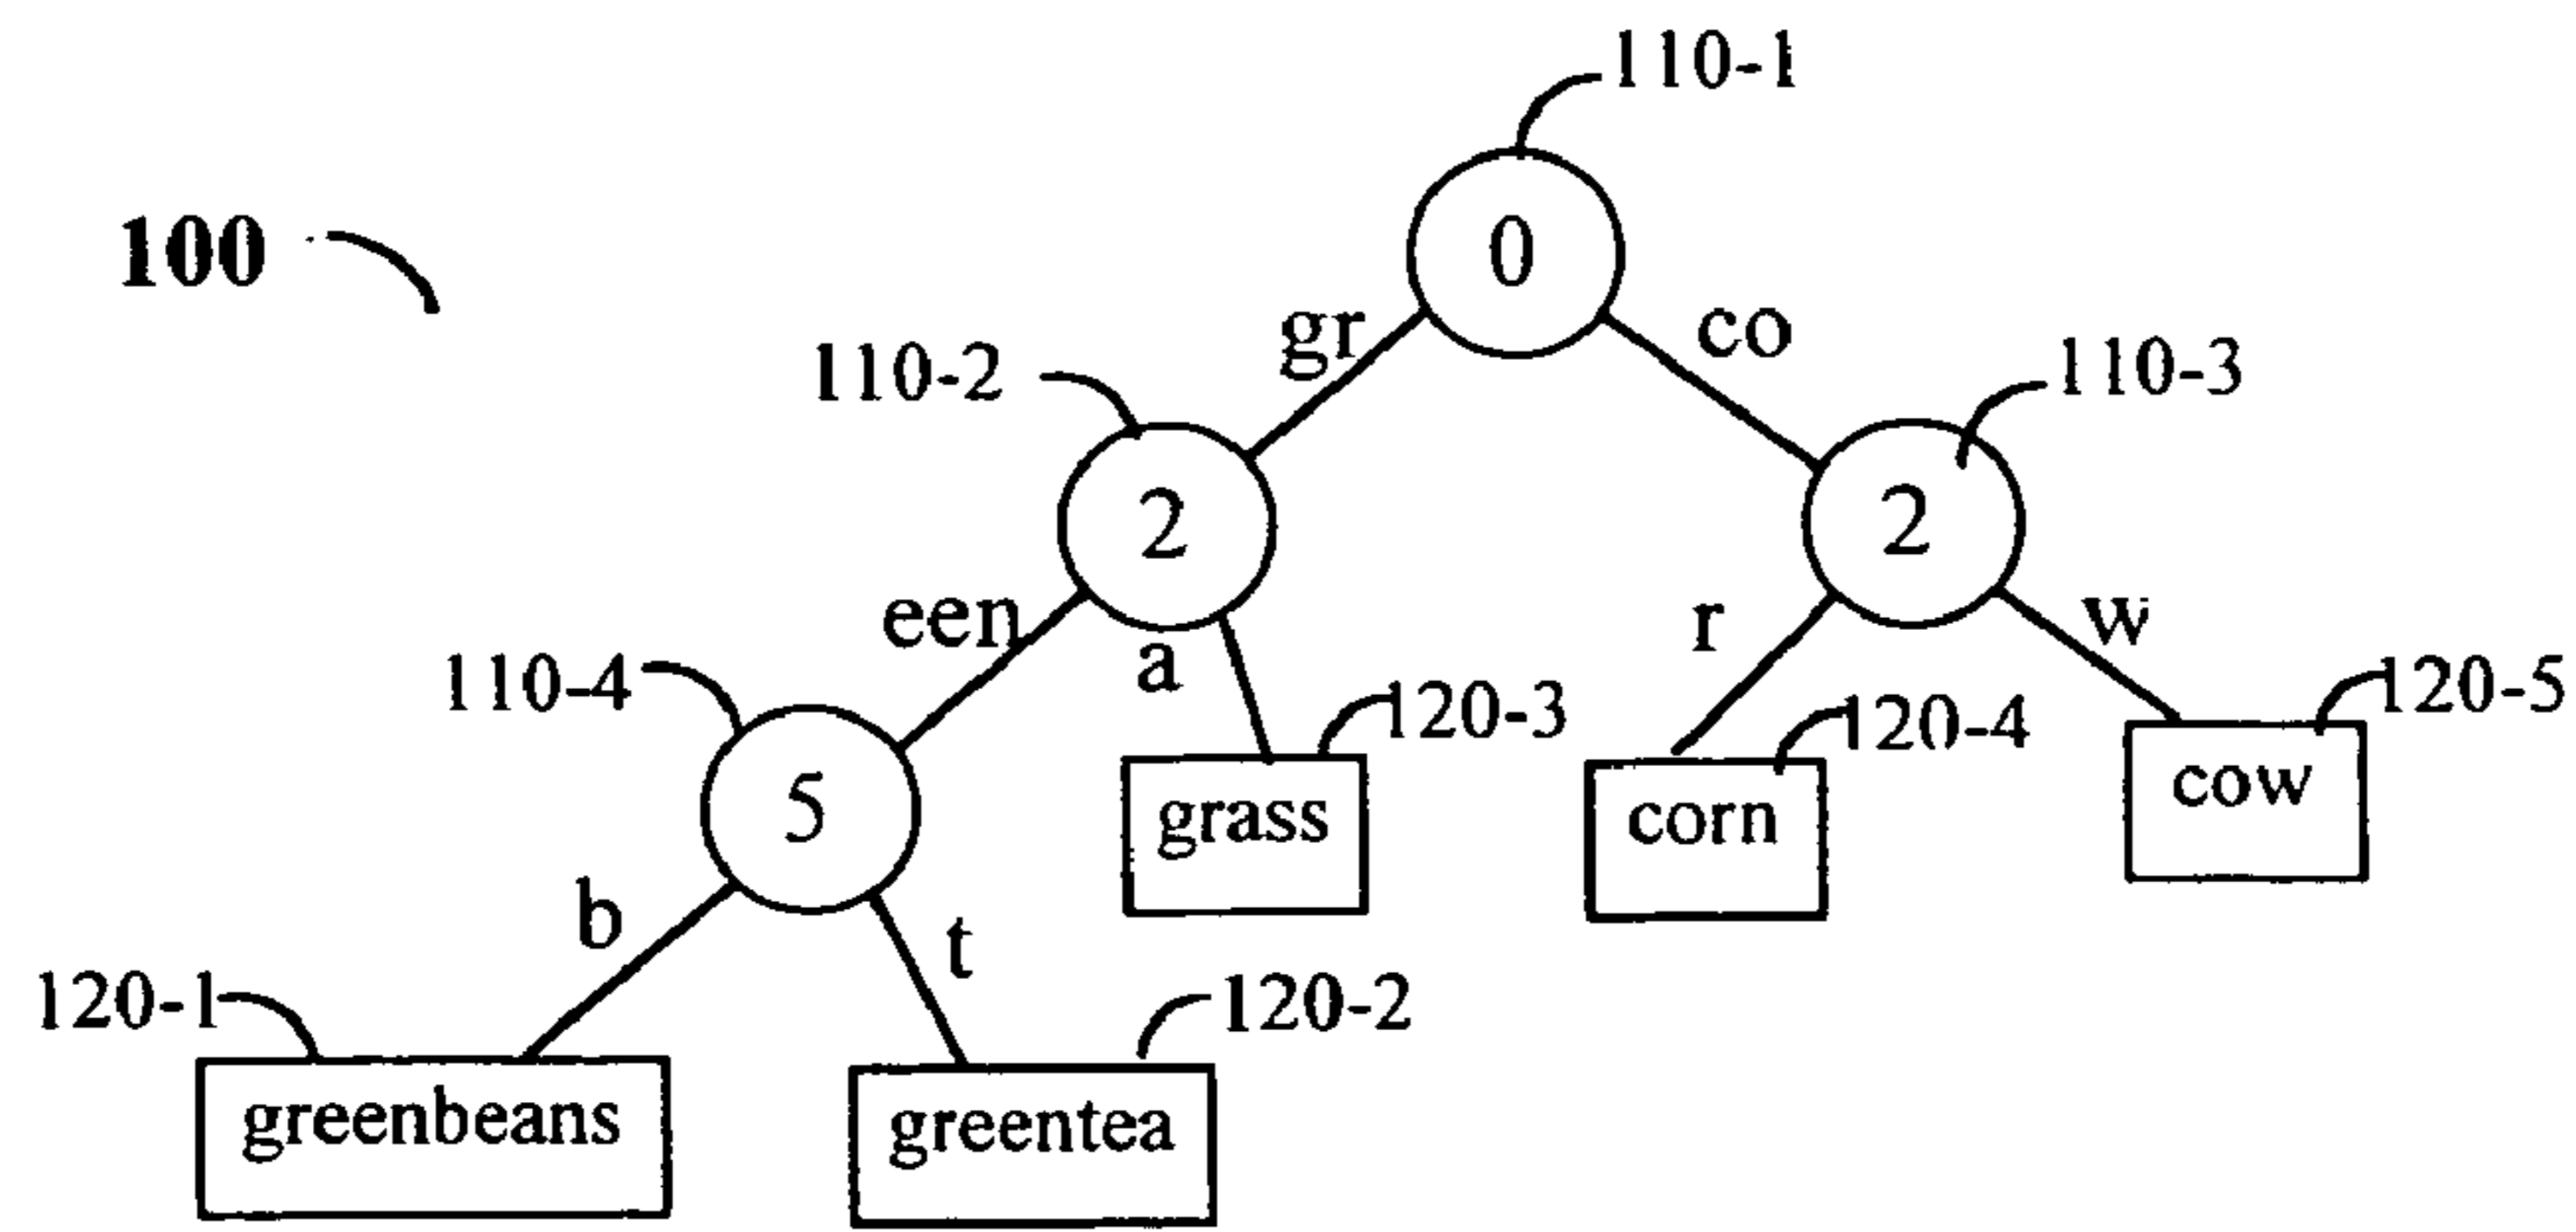 110-1
100
0
gr
co
110-2
110-3
2
2
een
a
r
w
110-4
120-3
120-4
120-5
5
grass
corn
cow
b
t
120-1
120-2
greenbeans
greentea